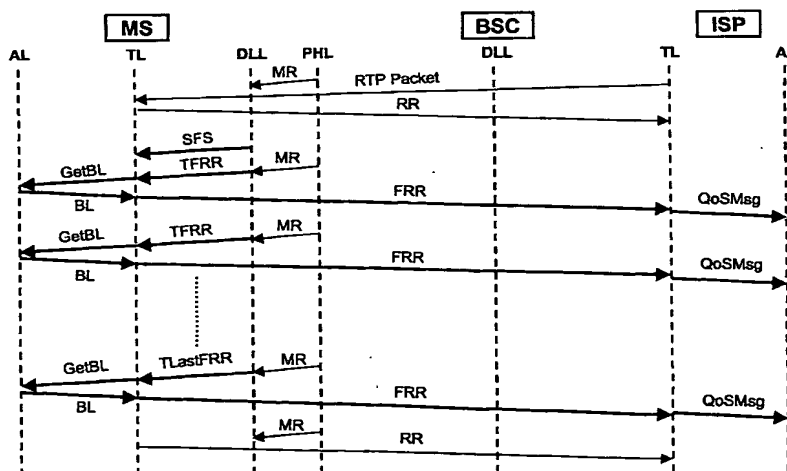 MS BSC ISP
AL TL DLL PHL DLL TL A
MR
RTP Packet
RR
SFS
GetBL TFRR MR
BL FRR QoSMsg
GetBL TFRR MR
BL FRR QoSMsg
GetBL TLastFRR MR
BL FRR QoSMsg
MR RR